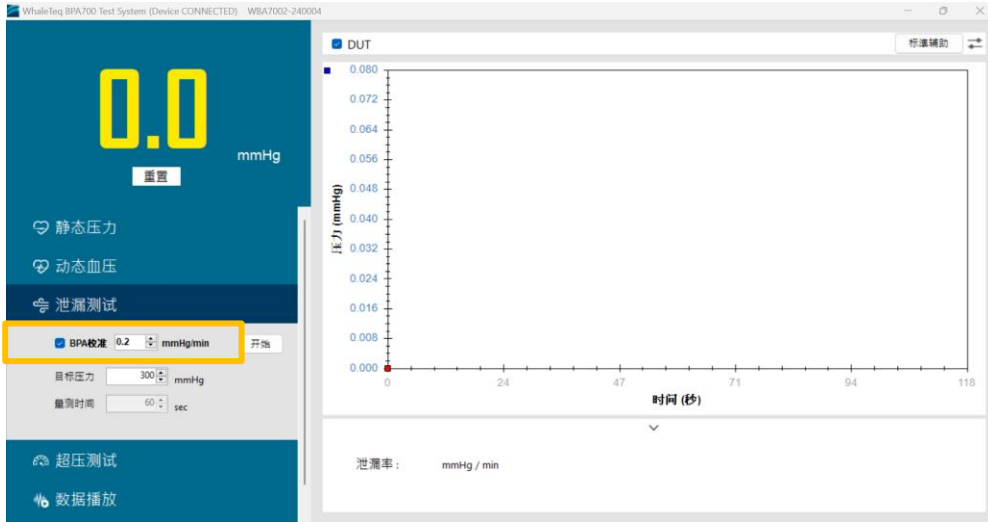 WhaleTeq BPA700 Test System (Device CONNECTED) WBA7002-240004
0.0
mmHg
重置
静态压力
动态血压
泄漏测试
BPA校准 0.2 mmHg/min 开始
目标压力 300 mmHg
量测时间 60 sec
超压测试
数据播放
DUT
标准辅助
0.080
0.072
0.064
0.056
0.048
0.040
0.032
0.024
0.016
0.008
0.000
压力 (mmHg)
0 24 47 71 94 118
时间 (秒)
泄漏率： mmHg / min